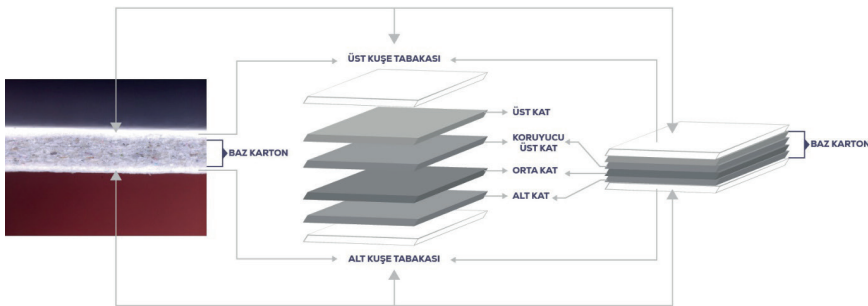 ÜST KUŞE TABAKASI
ÜST KAT
KORUYUCU
ÜST KAT
BAZ KARTON
BAZ KARTON
ORTA KAT
ALT KAT
ALT KUŞE TABAKASI